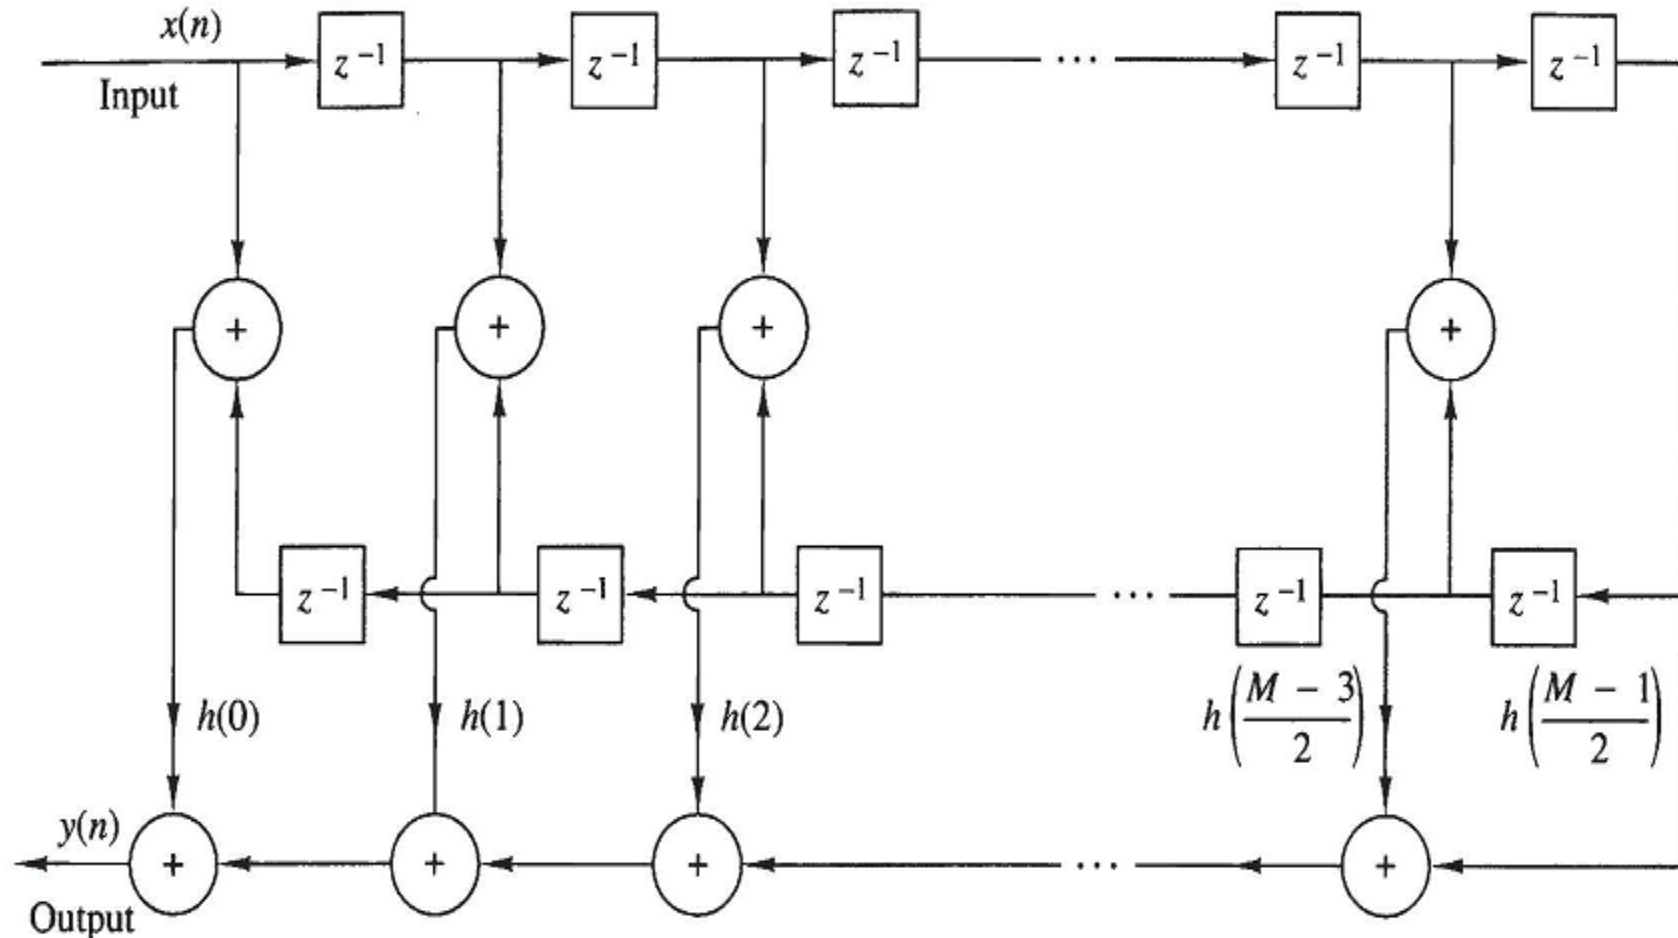 x(n)
Input
z⁻¹ z⁻¹ z⁻¹ ... z⁻¹ z⁻¹
+ + + +
z⁻¹ z⁻¹ z⁻¹ ... z⁻¹ z⁻¹
h(0) h(1) h(2) h((M − 3)/2) h((M − 1)/2)
y(n)
+ + + ... +
Output